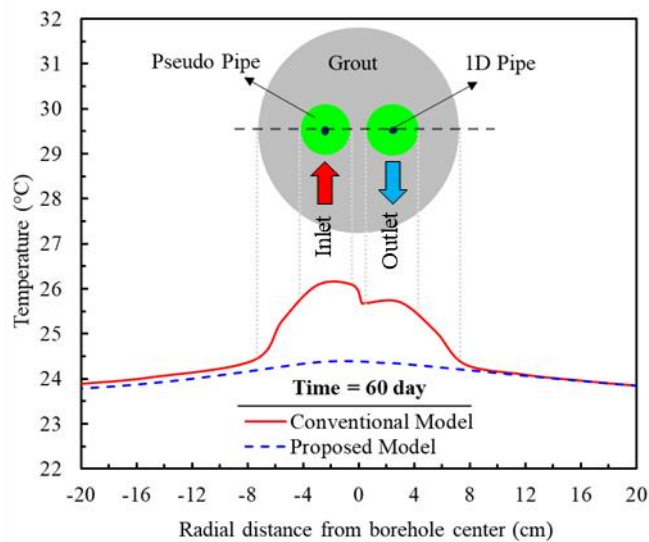 32
31
30
29
28
27
26
25
24
23
22
Temperature (°C)
Pseudo Pipe
Grout
1D Pipe
Inlet
Outlet
Time = 60 day
Conventional Model
Proposed Model
-20 -16 -12 -8 -4 0 4 8 12 16 20
Radial distance from borehole center (cm)